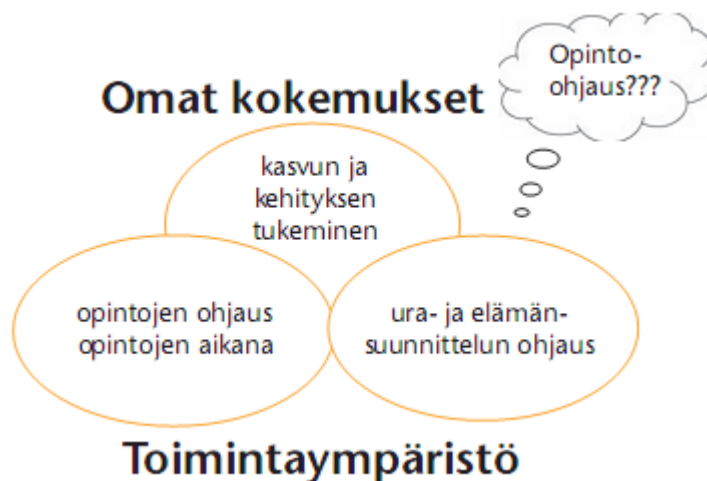 Opinto-
ohjaus???
Omat kokemukset
kasvun ja
kehityksen
tukeminen
opintojen ohjaus
opintojen aikana
ura- ja elämän-
suunnittelun ohjaus
Toimintaympäristö